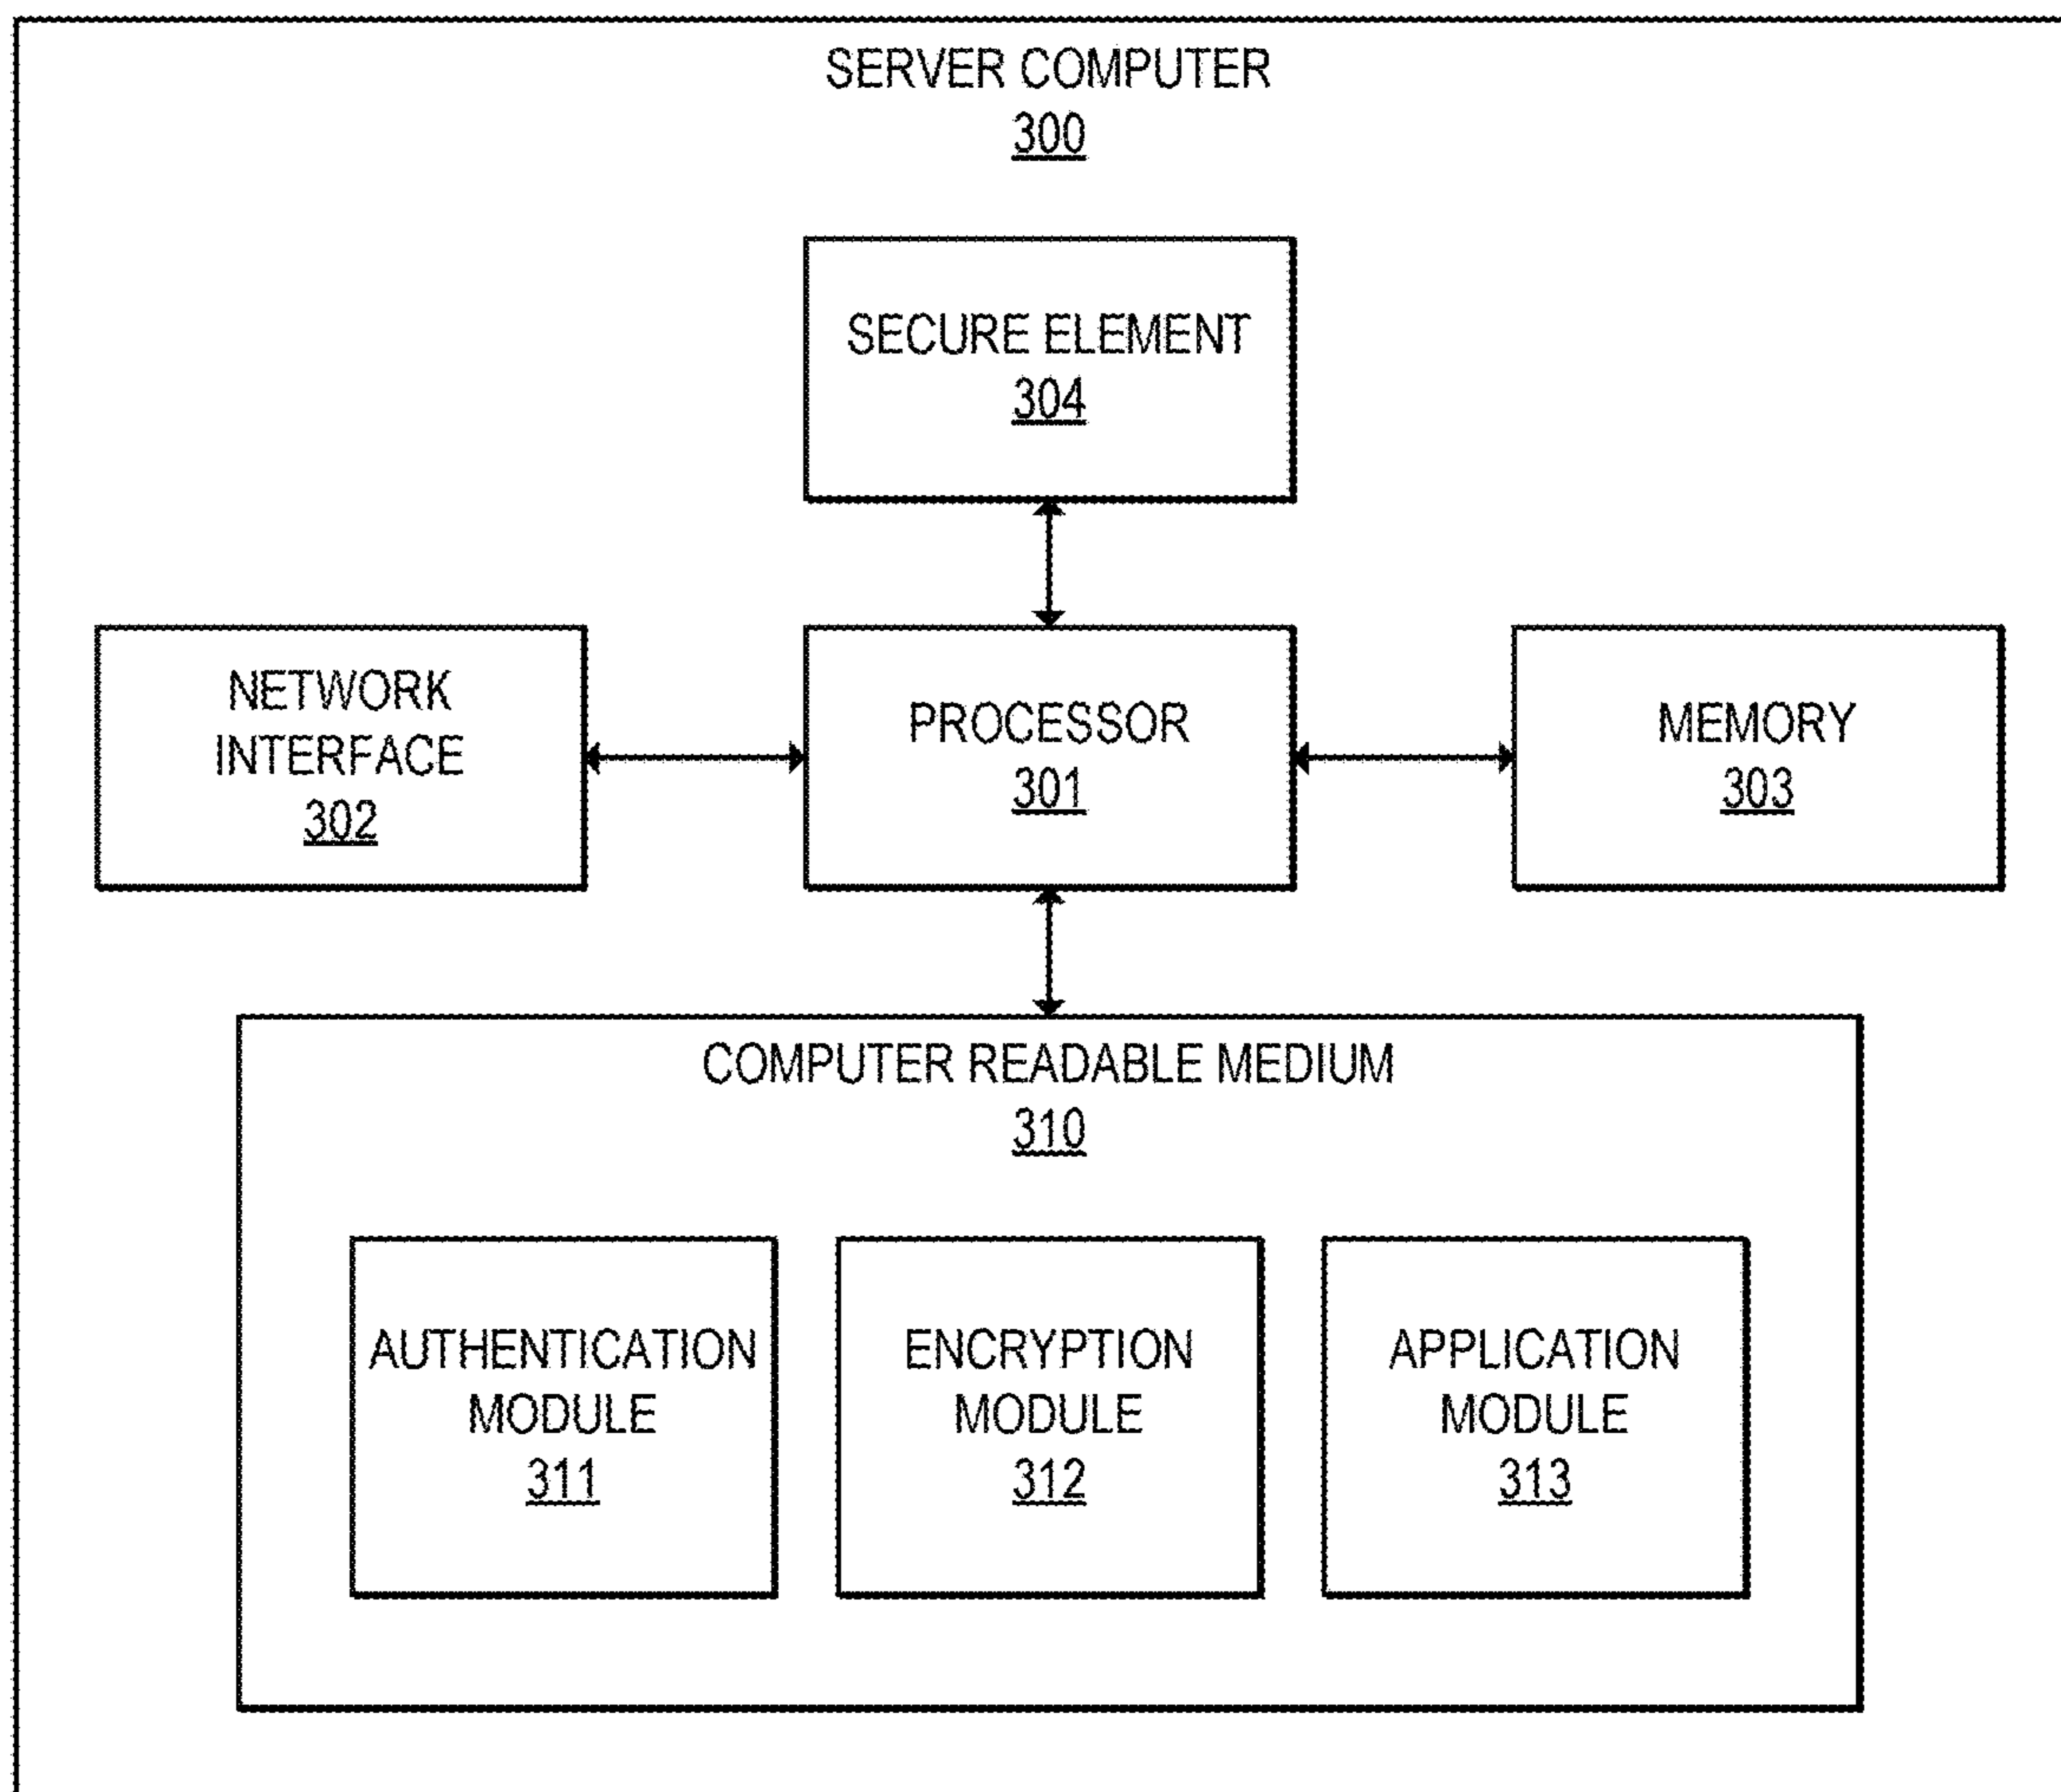 SERVER COMPUTER
300
SECURE ELEMENT
304
NETWORK
INTERFACE
302
PROCESSOR
301
MEMORY
303
COMPUTER READABLE MEDIUM
310
AUTHENTICATION
MODULE
311
ENCRYPTION
MODULE
312
APPLICATION
MODULE
313